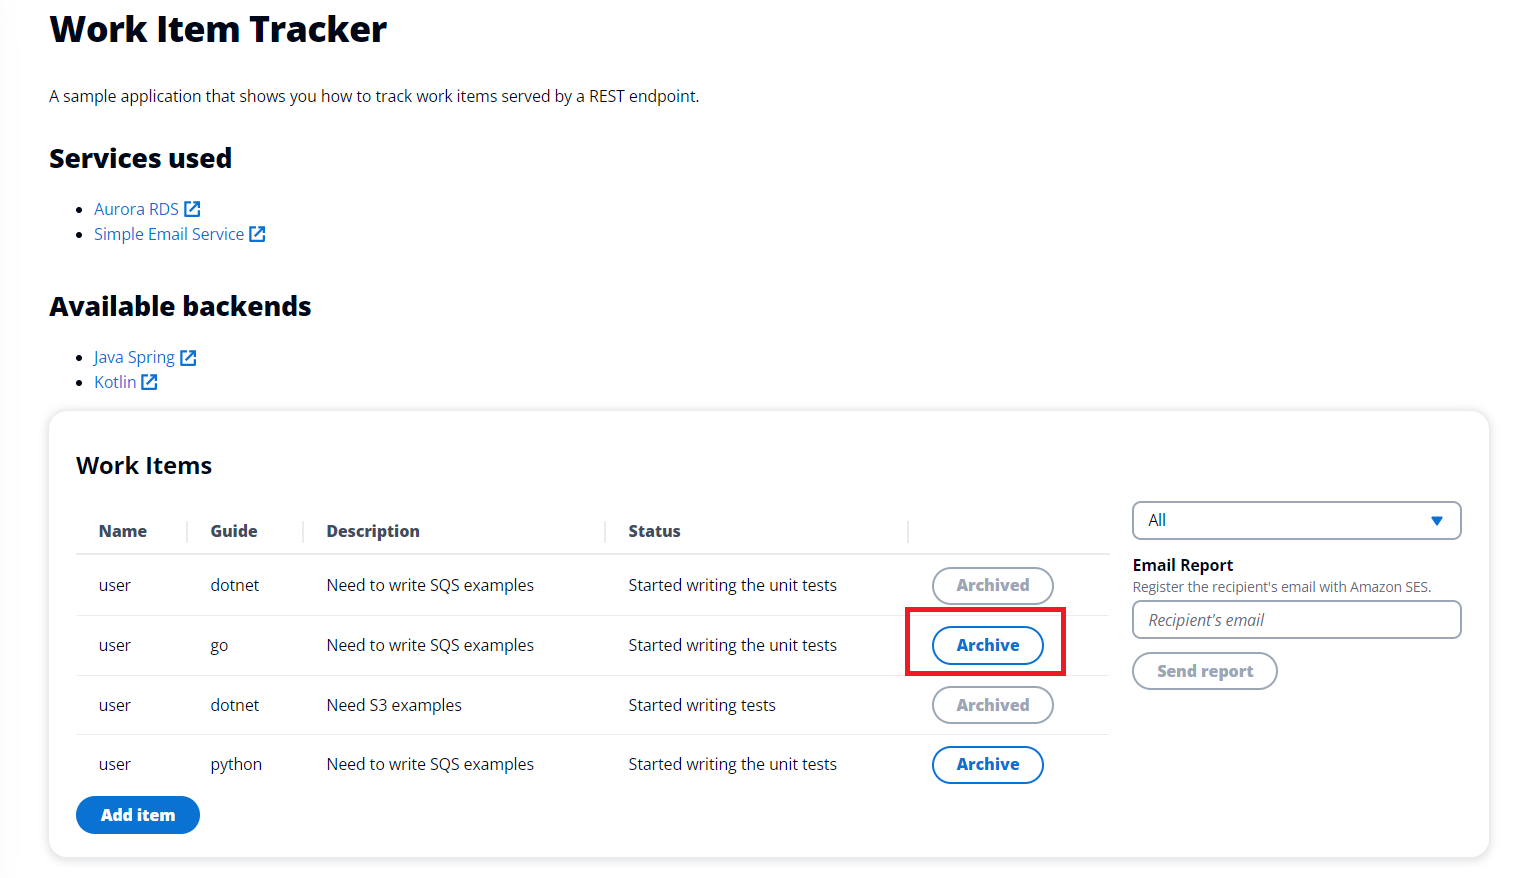 Work Item Tracker
A sample application that shows you how to track work items served by a REST endpoint.
Services used
Aurora RDS
Simple Email Service
Available backends
Java Spring
Kotlin
Work Items
Name Guide Description Status
user dotnet Need to write SQS examples Started writing the unit tests Archived
user go Need to write SQS examples Started writing the unit tests Archive
user dotnet Need S3 examples Started writing tests Archived
user python Need to write SQS examples Started writing the unit tests Archive
Add item
All
Email Report
Register the recipient's email with Amazon SES.
Recipient's email
Send report